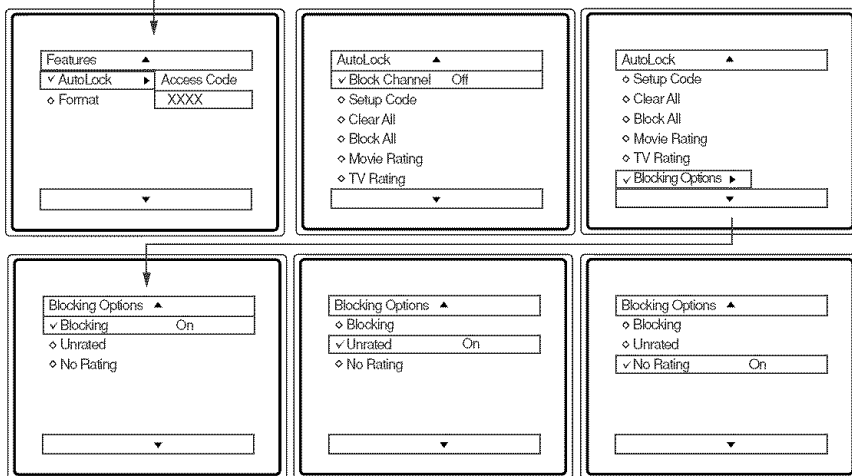 Features
AutoLock
Access Code
Format
XXXX
AutoLock
Block Channel Off
Setup Code
Clear All
Block All
Movie Rating
TV Rating
AutoLock
Setup Code
Clear All
Block All
Movie Rating
TV Rating
Blocking Options
Blocking Options
Blocking On
Unrated
No Rating
Blocking Options
Blocking
Unrated On
No Rating
Blocking Options
Blocking
Unrated
No Rating On